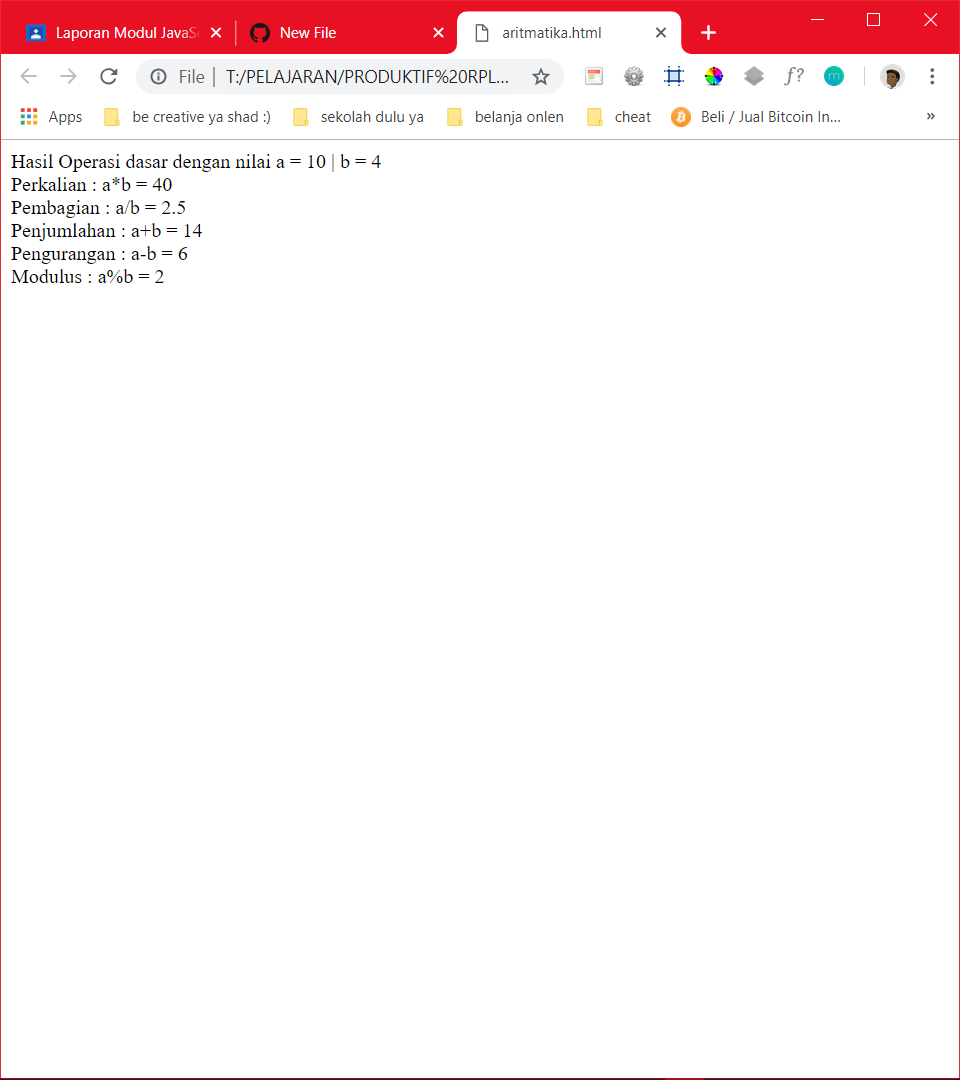 Laporan Modul JavaSc
New File
aritmatika.html
File | T:/PELAJARAN/PRODUKTIF%20RPL...
f?
m
Apps
be creative ya shad :)
sekolah dulu ya
belanja onlen
cheat
Beli / Jual Bitcoin In...
»
Hasil Operasi dasar dengan nilai a = 10 | b = 4
Perkalian : a*b = 40
Pembagian : a/b = 2.5
Penjumlahan : a+b = 14
Pengurangan : a-b = 6
Modulus : a%b = 2